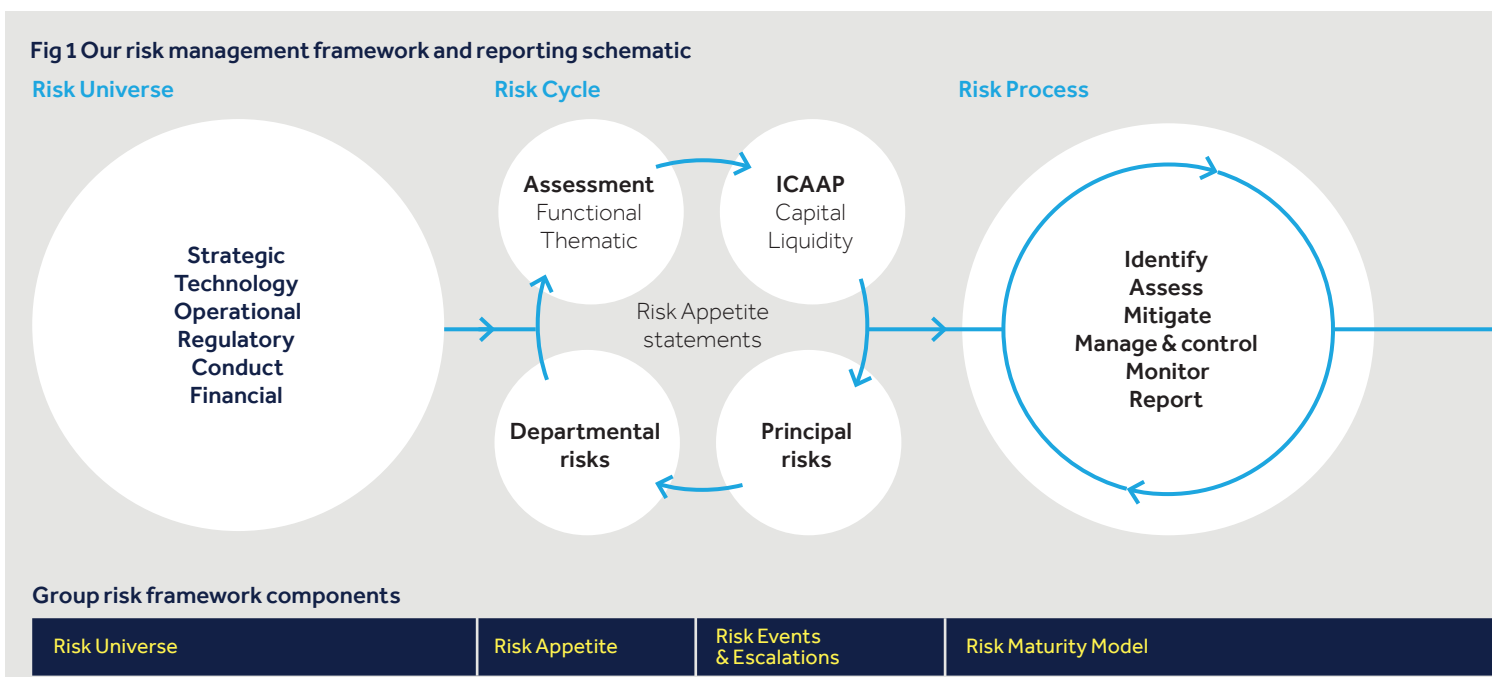 Fig 1 Our risk management framework and reporting schematic
Risk Universe
Strategic
Technology
Operational
Regulatory
Conduct
Financial
Risk Cycle
Assessment
Functional
Thematic
ICAAP
Capital
Liquidity
Risk Appetite
statements
Departmental
risks
Principal
risks
Risk Process
Identify
Assess
Mitigate
Manage & control
Monitor
Report
Group risk framework components
Risk Universe
Risk Appetite
Risk Events
& Escalations
Risk Maturity Model